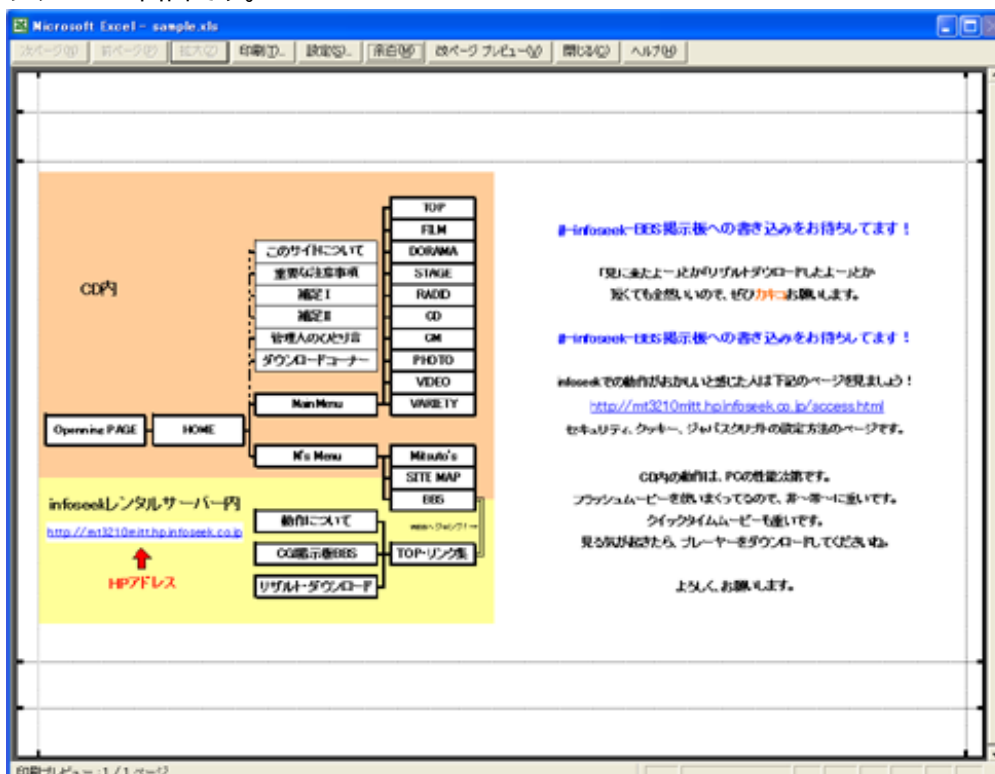 Microsoft Excel - sample.xls
次ページ(N) 前ページ(P) 拡大(Z) 印刷(T)... 設定(S)... 余白(M) 改ページ プレビュー(V) 閉じる(C) ヘルプ(H)
CD内
Openning PAGE
HOME
このサイトについて
重要な注意事項
補足 I
補足 II
管理人のひとり言
ダウンロードコーナー
Main Menu
M's Menu
TOP
FILM
DORAMA
STAGE
RADIO
CD
CM
PHOTO
VIDEO
VARIETY
Mitsuto's
SITE MAP
BBS
infoseekレンタルサーバー内
http://mt3210mitt.hp.infoseek.co.jp
HPアドレス
動作について
CGI掲示板BBS
リザルト・ダウンロード
TOP・リンク集
#-infoseek-BBS掲示板への書き込みをお待ちしてます！
「見に来たよー」とか「リザルトダウンロードしたよー」とか
短くても全然いいので、ぜひカキコお願いします。
#-infoseek-BBS掲示板への書き込みをお待ちしてます！
infoseekでの動作がおかしいと感じた人は下記のページを見ましょう！
http://mt3210mitt.hp.infoseek.co.jp/access.html
セキュリティ、クッキー、ジャバスクリプトの設定方法のページです。
CD内の動作は、PCの性能次第です。
フラッシュムービーを使いまくってるので、非～常～に重いです。
クイックタイムムービーも重いです。
見る気が起きたら、プレーヤーをダウンロードしてくださいね。
よろしく、お願いします。
印刷プレビュー : 1 / 1 ページ